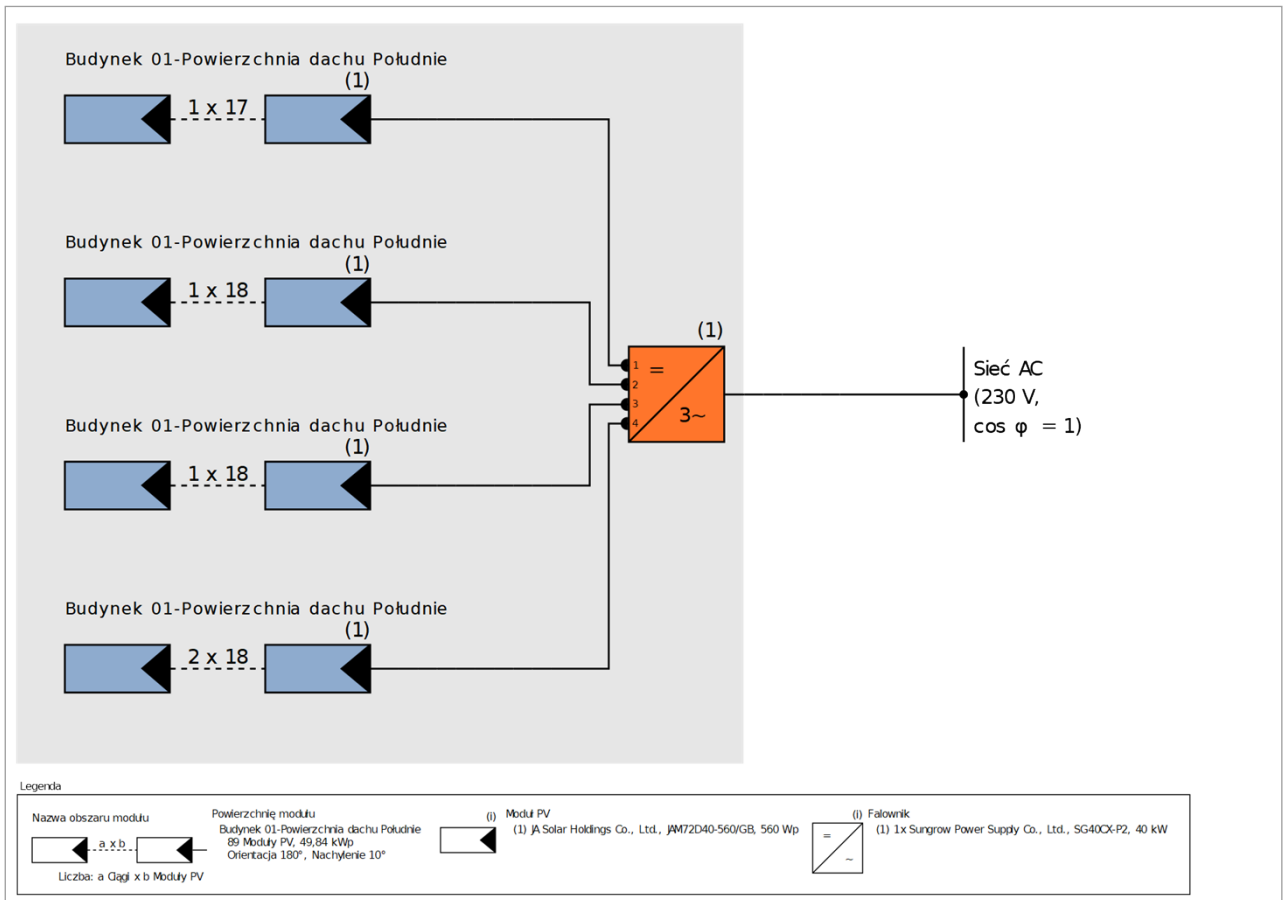 Budynek 01-Powierzchnia dachu Południe
(1)
1 x 17
Budynek 01-Powierzchnia dachu Południe
(1)
1 x 18
(1)
1 =
2
3
4 3~
Sieć AC
(230 V,
cos φ = 1)
Budynek 01-Powierzchnia dachu Południe
(1)
1 x 18
Budynek 01-Powierzchnia dachu Południe
(1)
2 x 18
Legenda
Nazwa obszaru modułu
a x b
Liczba: a Ciągi x b Moduły PV
Powierzchnię modułu
Budynek 01-Powierzchnia dachu Południe
89 Moduły PV, 49,84 kWp
Orientacja 180°, Nachylenie 10°
(i) Moduł PV
(1) JA Solar Holdings Co., Ltd., JAM72D40-560/GB, 560 Wp
(i) Falownik
= ~
(1) 1x Sungrow Power Supply Co., Ltd., SG40CX-P2, 40 kW